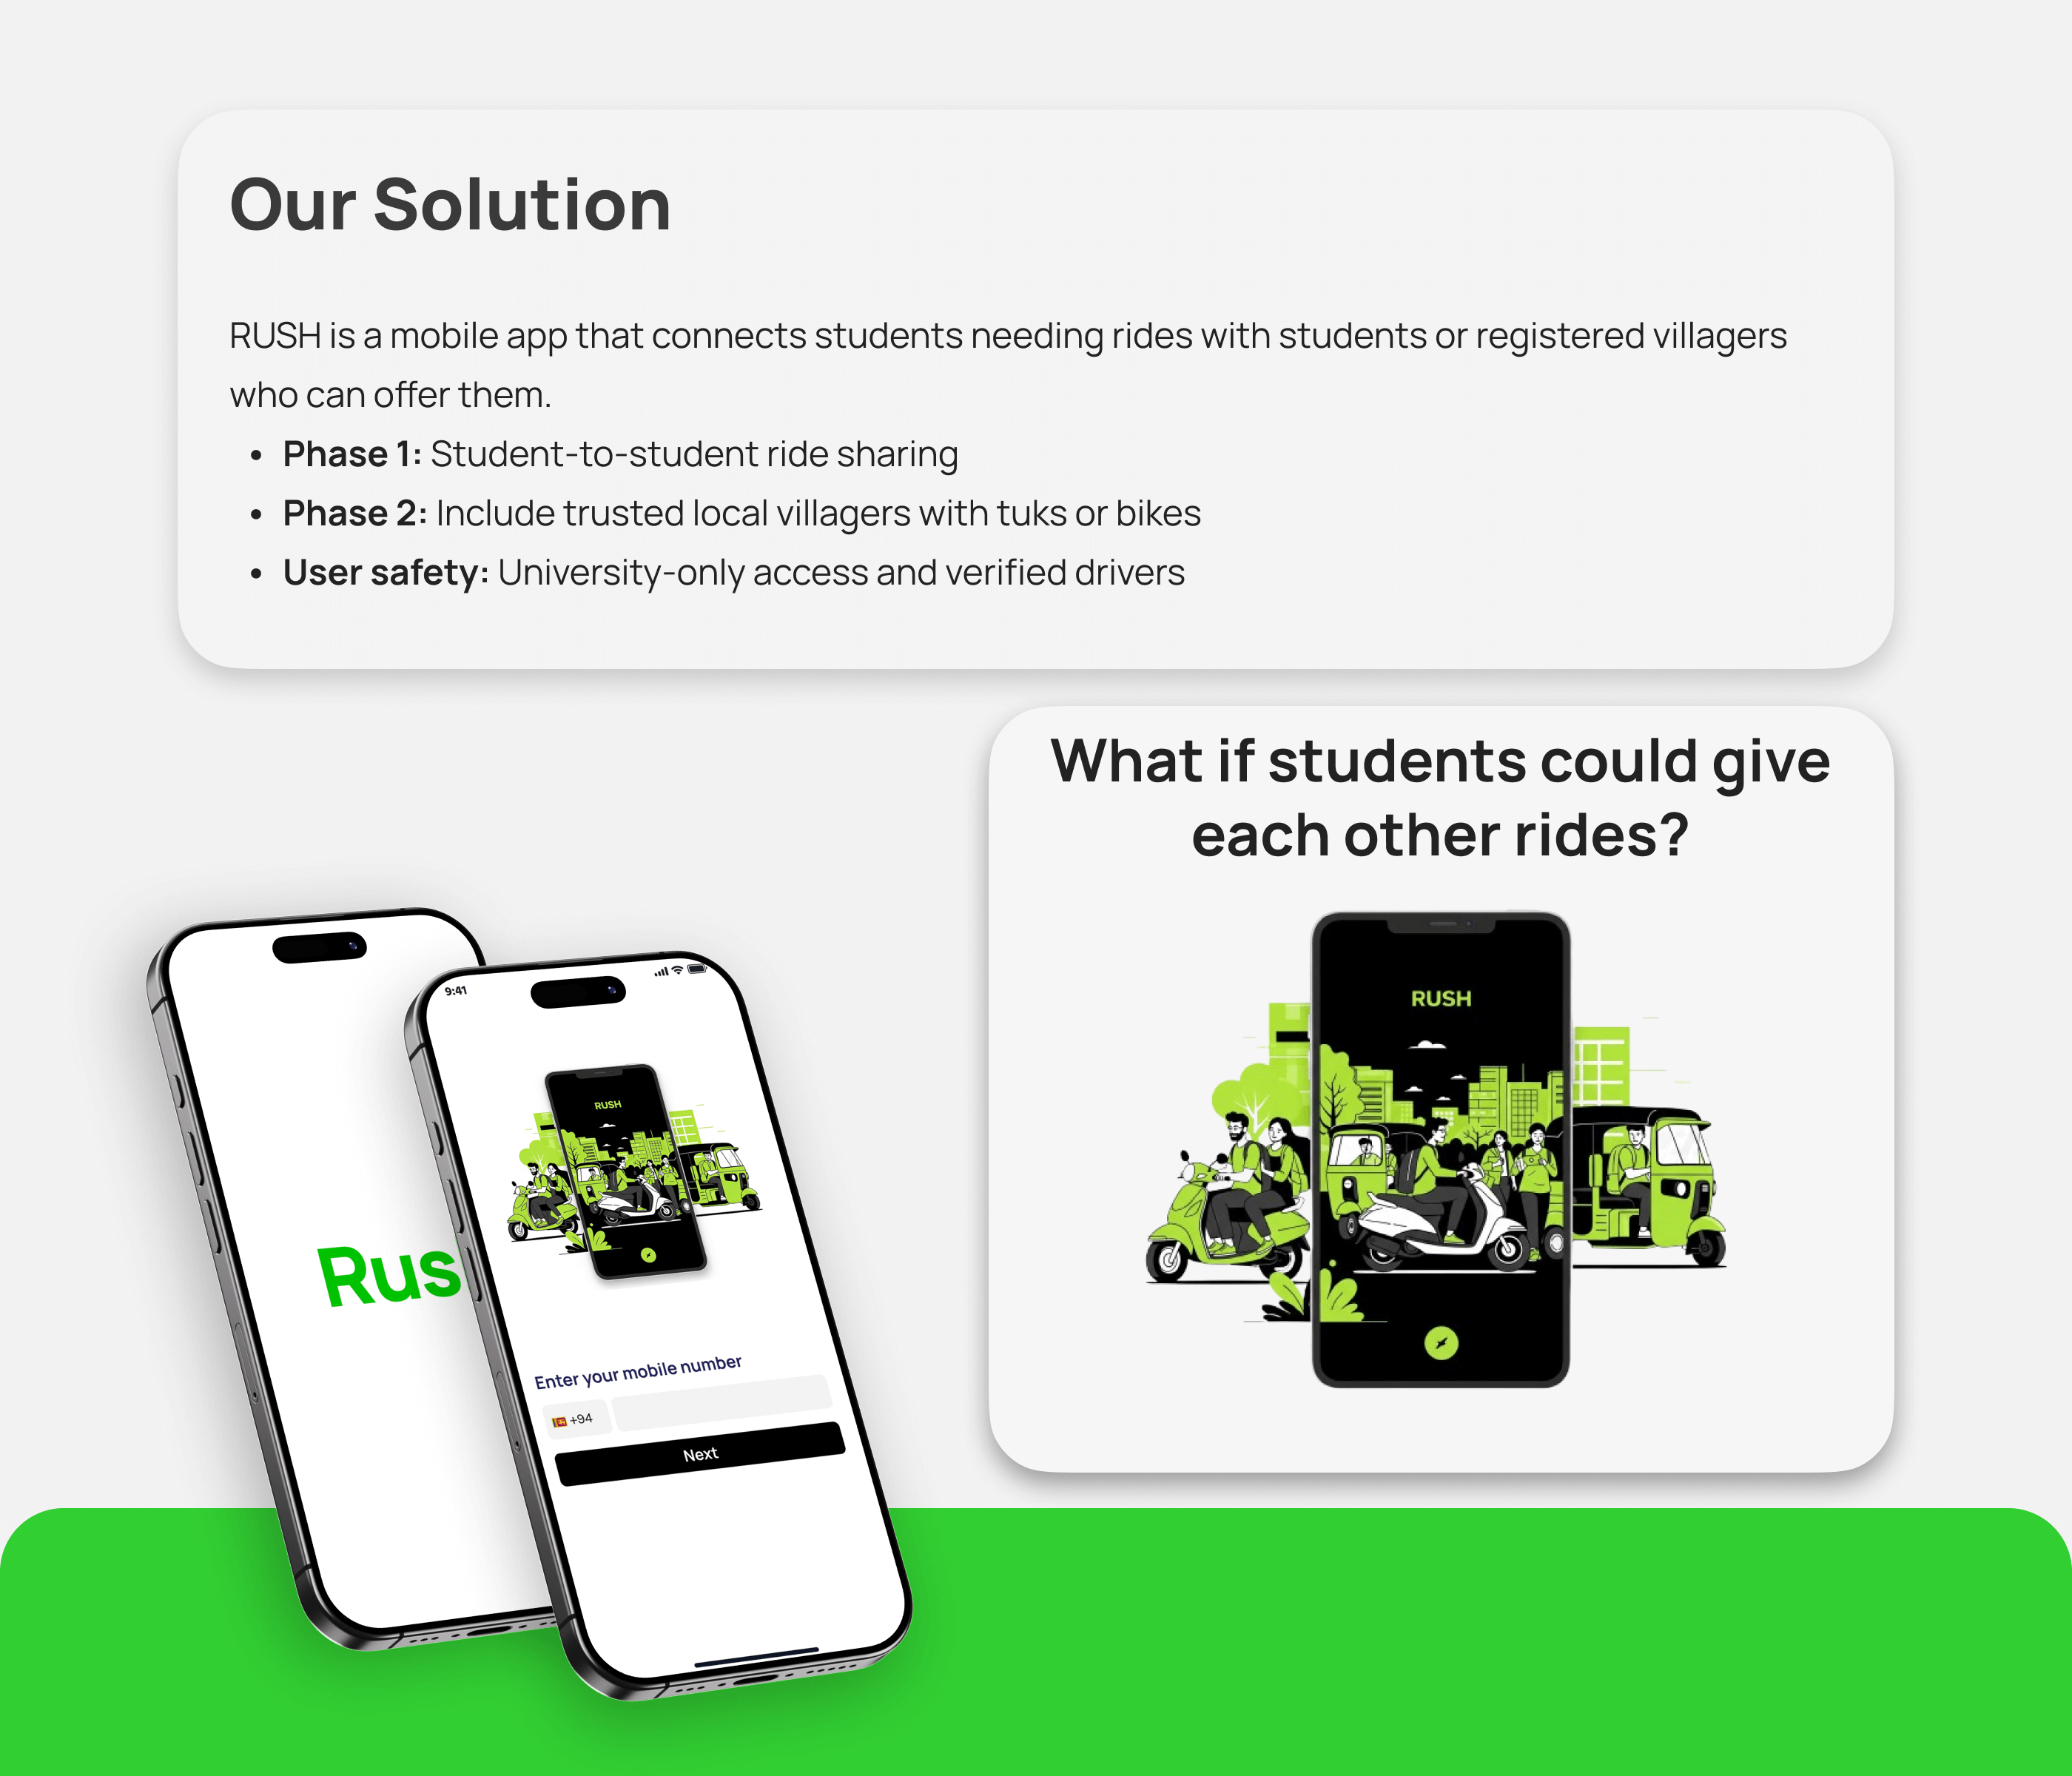 Our Solution
RUSH is a mobile app that connects students needing rides with students or registered villagers
who can offer them.
• Phase 1: Student-to-student ride sharing
• Phase 2: Include trusted local villagers with tuks or bikes
• User safety: University-only access and verified drivers
What if students could give
each other rides?
RUSH
Rus
9:41
RUSH
Enter your mobile number
+94
Next